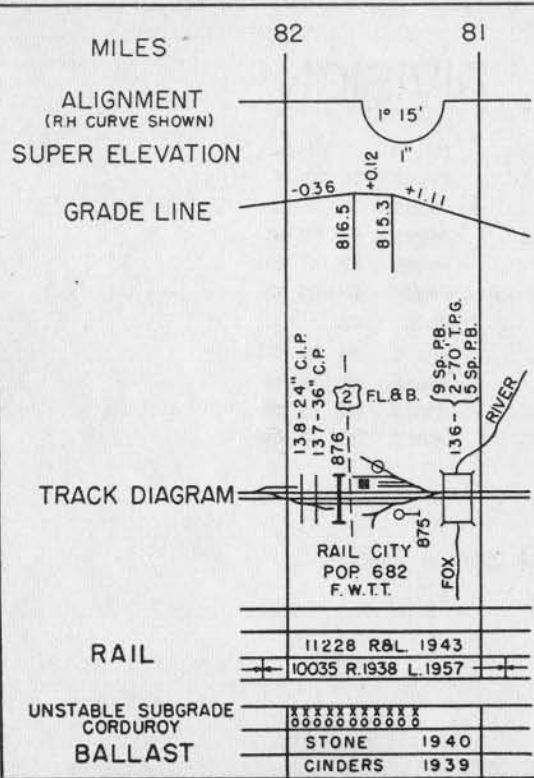 MILES
82
81
ALIGNMENT
(R.H CURVE SHOWN)
1° 15'
SUPER ELEVATION
1"
GRADE LINE
-036
+0.12
+1.11
816.5
815.3
138-24" C.I.P.
137-36" C.P.
876
2
F.L.& B.
9 Sp. P.B.
136- 2-70' T.P.G.
5 Sp. P.B.
RIVER
TRACK DIAGRAM
875
RAIL CITY
POP. 682
F. W.T.T.
FOX
RAIL
11228 R&L. 1943
10035 R.1938 L.1957
UNSTABLE SUBGRADE
X X X X X X X X X X X
CORDUROY
O O O O O O O O O O O
BALLAST
STONE 1940
CINDERS 1939